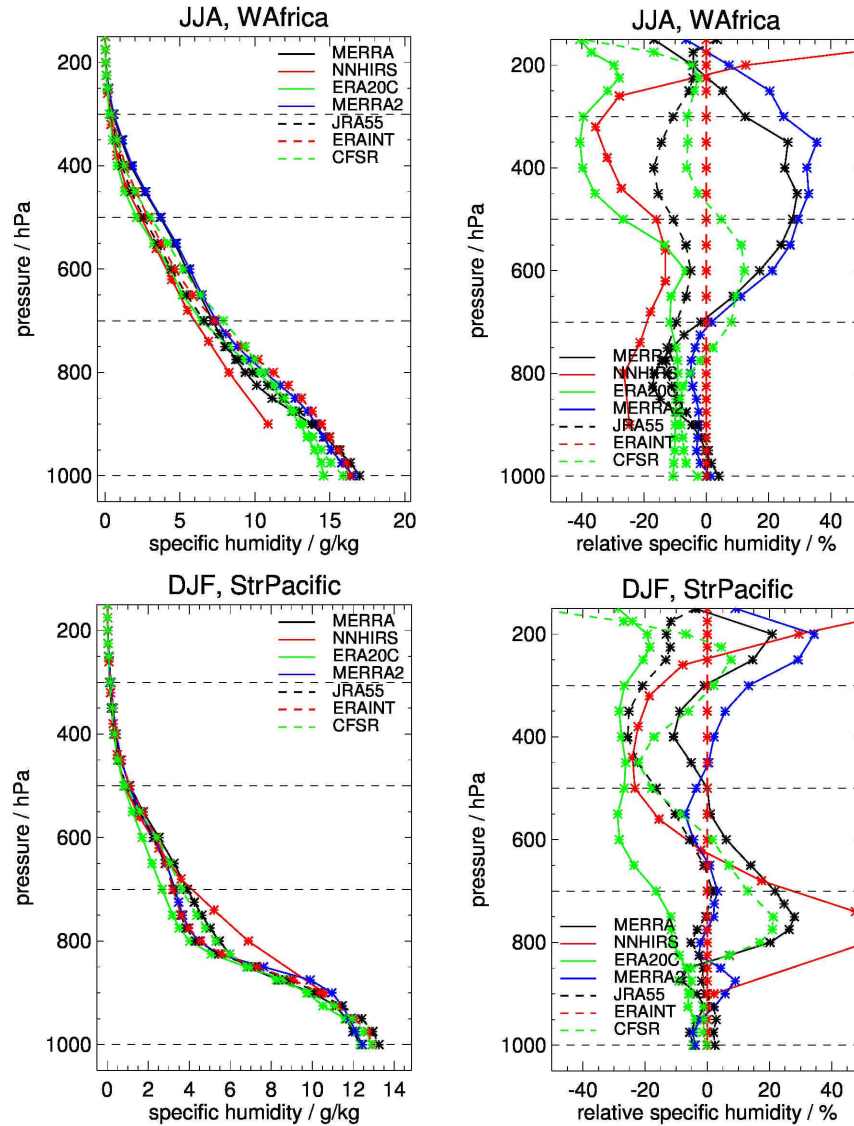 JJA, WAfrica
pressure / hPa
200
400
600
800
1000
MERRA
NNHIRS
ERA20C
MERRA2
JRA55
ERAINT
CFSR
0
5
10
15
20
specific humidity / g/kg
JJA, WAfrica
pressure / hPa
200
400
600
800
1000
MERRA
NNHIRS
ERA20C
MERRA2
JRA55
ERAINT
CFSR
-40
-20
0
20
40
relative specific humidity / %
DJF, StrPacific
pressure / hPa
200
400
600
800
1000
MERRA
NNHIRS
ERA20C
MERRA2
JRA55
ERAINT
CFSR
0
2
4
6
8
10
12
14
specific humidity / g/kg
DJF, StrPacific
pressure / hPa
200
400
600
800
1000
MERRA
NNHIRS
ERA20C
MERRA2
JRA55
ERAINT
CFSR
-40
-20
0
20
40
relative specific humidity / %